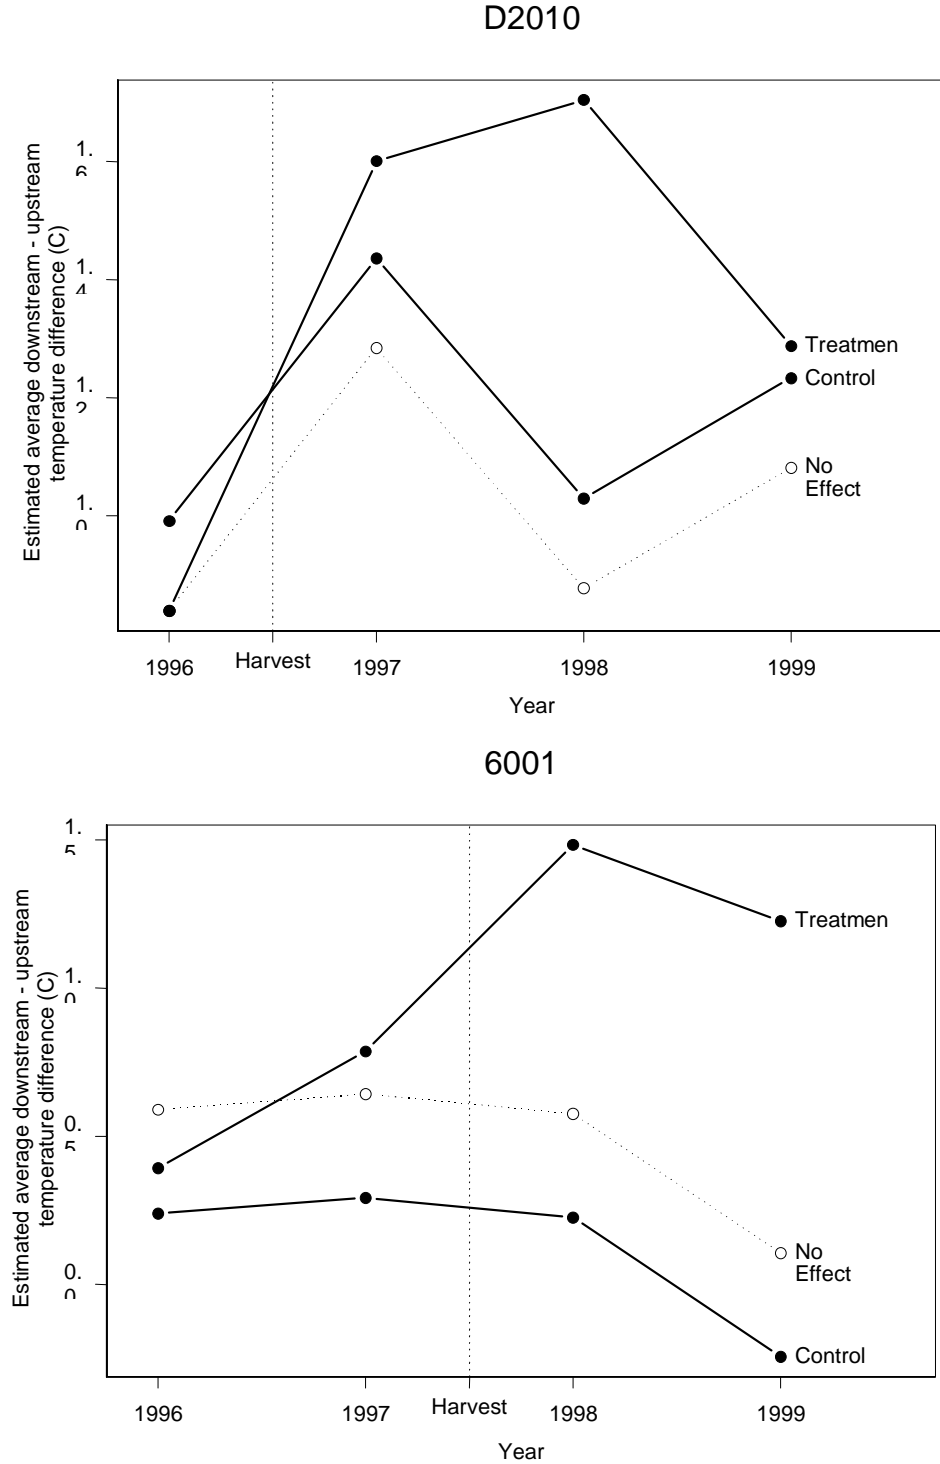 D2010
Estimated average downstream - upstream
temperature difference (C)
1.
6
1.
4
1.
2
1.
0
Treatmen
Control
No
Effect
1996
Harvest
1997
1998
1999
Year
6001
Estimated average downstream - upstream
temperature difference (C)
1.
5
1.
0
0.
5
0.
0
Treatmen
No
Effect
Control
1996
1997
Harvest
1998
1999
Year